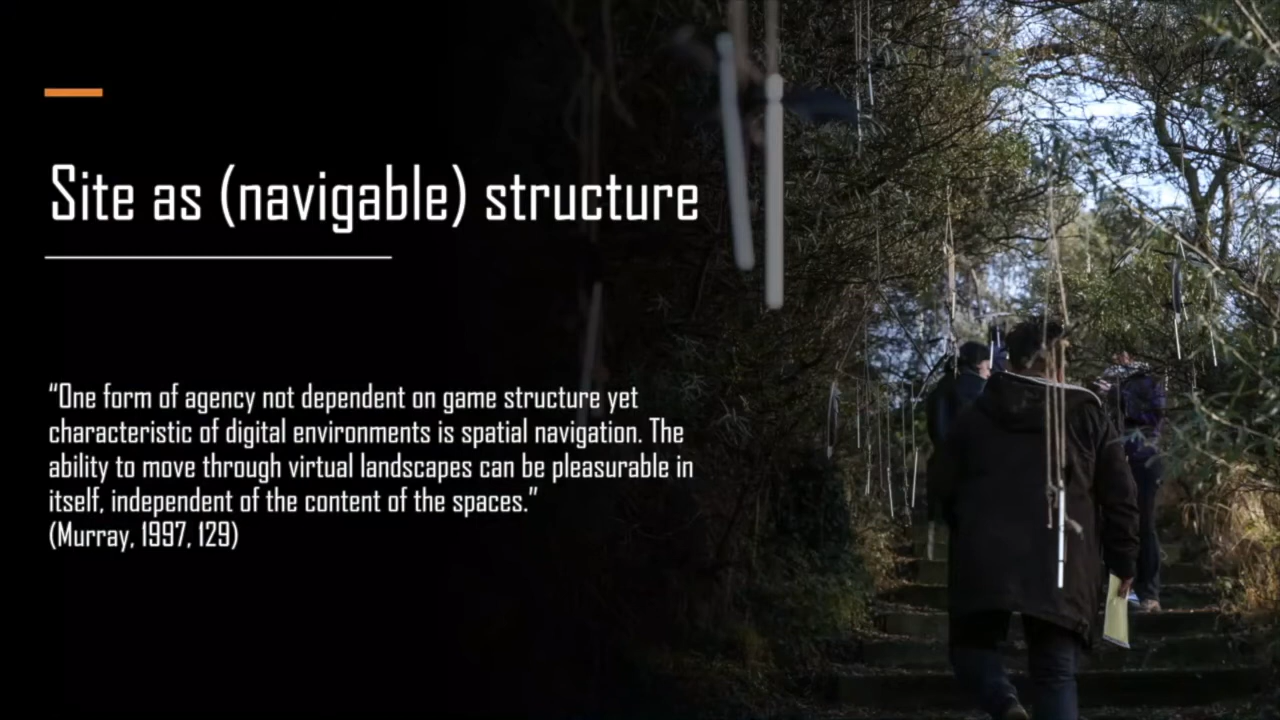 Site as (navigable) structure
“One form of agency not dependent on game structure yet
characteristic of digital environments is spatial navigation. The
ability to move through virtual landscapes can be pleasurable in
itself, independent of the content of the spaces.”
(Murray, 1997, 129)